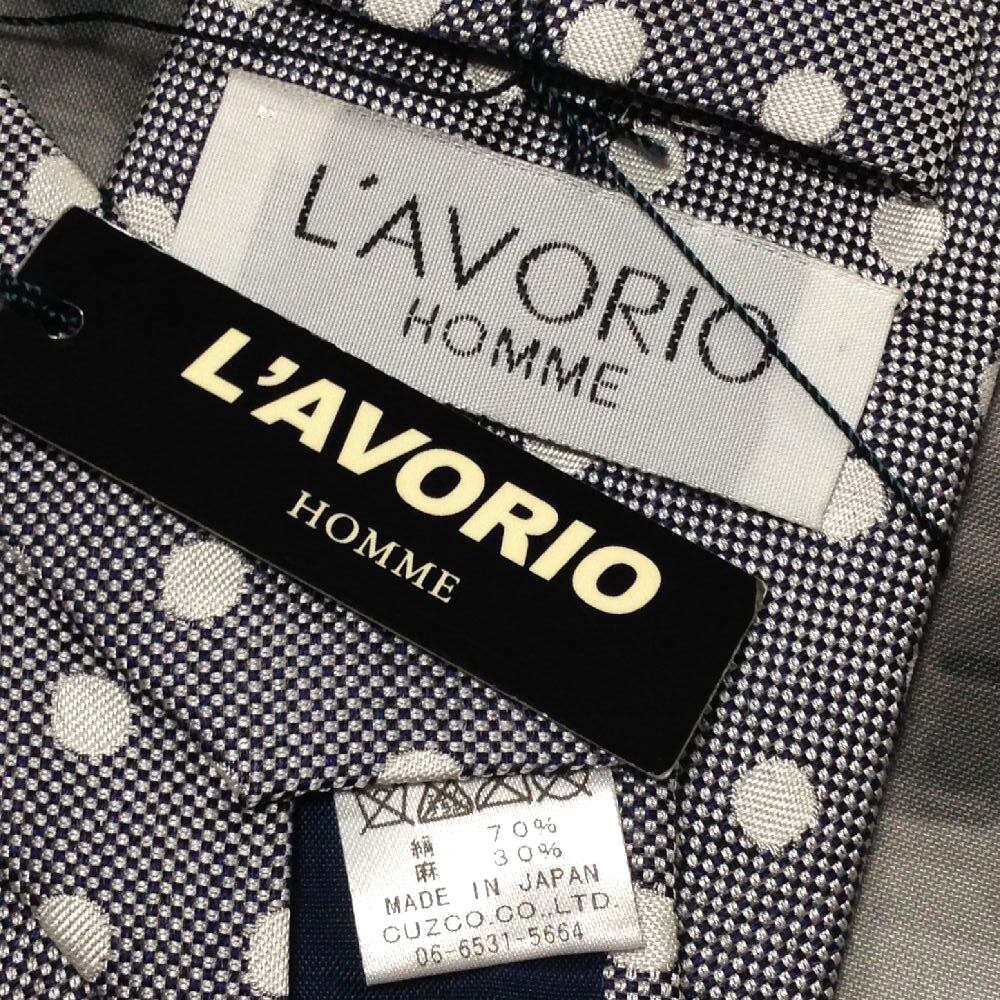 L'AVORIO
HOMME
L'AVORIO
HOMME
絹 70%
麻 30%
MADE IN JAPAN
CUZCO.CO.,LTD.
06-6531-5664